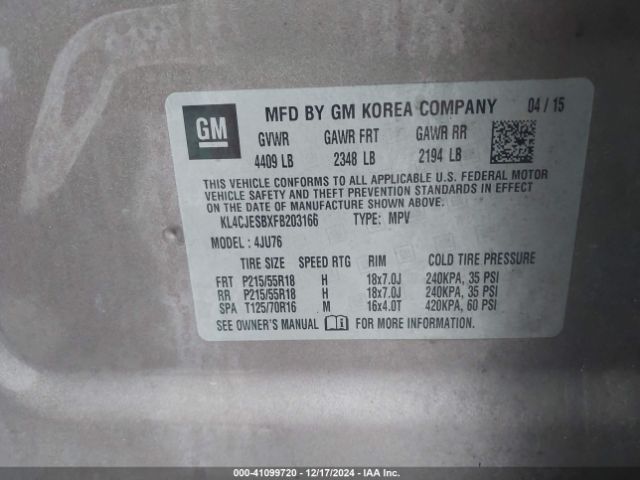 GM
MFD BY GM KOREA COMPANY 04 / 15
GVWR GAWR FRT GAWR RR
4409 LB 2348 LB 2194 LB
THIS VEHICLE CONFORMS TO ALL APPLICABLE U.S. FEDERAL MOTOR
VEHICLE SAFETY AND THEFT PREVENTION STANDARDS IN EFFECT
ON THE DATE OF MANUFACTURE SHOWN ABOVE.
KL4CJESBXFB203166 TYPE: MPV
MODEL : 4JU76
TIRE SIZE SPEED RTG RIM COLD TIRE PRESSURE
FRT P215/55R18 H 18x7.0J 240KPA, 35 PSI
RR P215/55R18 H 18x7.0J 240KPA, 35 PSI
SPA T125/70R16 M 16x4.0T 420KPA, 60 PSI
SEE OWNER'S MANUAL FOR MORE INFORMATION.
000-41099720 - 12/17/2024 - IAA Inc.